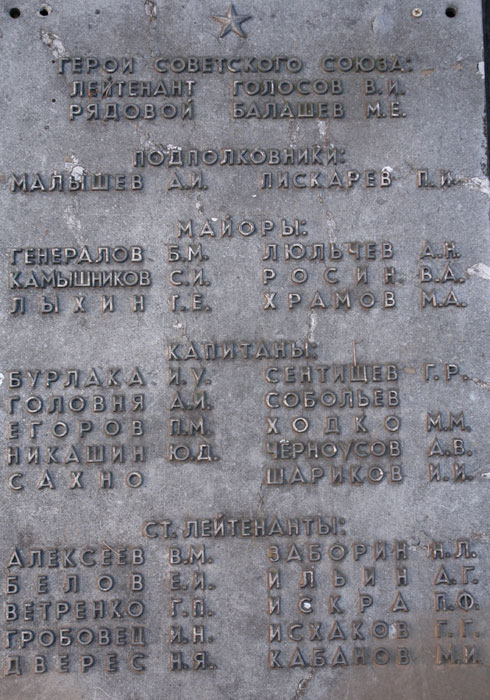 ГЕРОИ СОВЕТСКОГО СОЮЗА:
ЛЕЙТЕНАНТ ГОЛОСОВ В.И.
РЯДОВОЙ БАЛАШЕВ М.Е.
ПОДПОЛКОВНИКИ:
МАЛЫШЕВ А.И. ПИСКАРЕВ П.И.
МАЙОРЫ:
ГЕНЕРАЛОВ Б.М. ЛЮЛЬЧЕВ А.Н.
КАМЫШНИКОВ С.И. РОСИН В.А.
ЛЫХИН Г.Е. ХРАМОВ М.А.
КАПИТАНЫ:
БУРЛАКА И.У. СЕНТИЩЕВ Г.Р.
ГОЛОВНЯ А.И. СОБОЛЬЕВ
ЕГОРОВ П.М. ХОДКО М.М.
НИКАШИН Ю.Д. ЧЕРНОУСОВ А.В.
САХНО ШАРИКОВ И.И.
СТ. ЛЕЙТЕНАНТЫ:
АЛЕКСЕЕВ В.М. ЗАБОРИН Н.Л.
БЕЛОВ Е.И. ИЛЬИН А.Г.
ВЕТРЕНКО Г.П. ИСКРА П.Ф.
ГРОБОВЕЦ И.Н. ИСХАКОВ Г.Г.
ДВЕРЕС Н.Я. КАБАНОВ М.И.